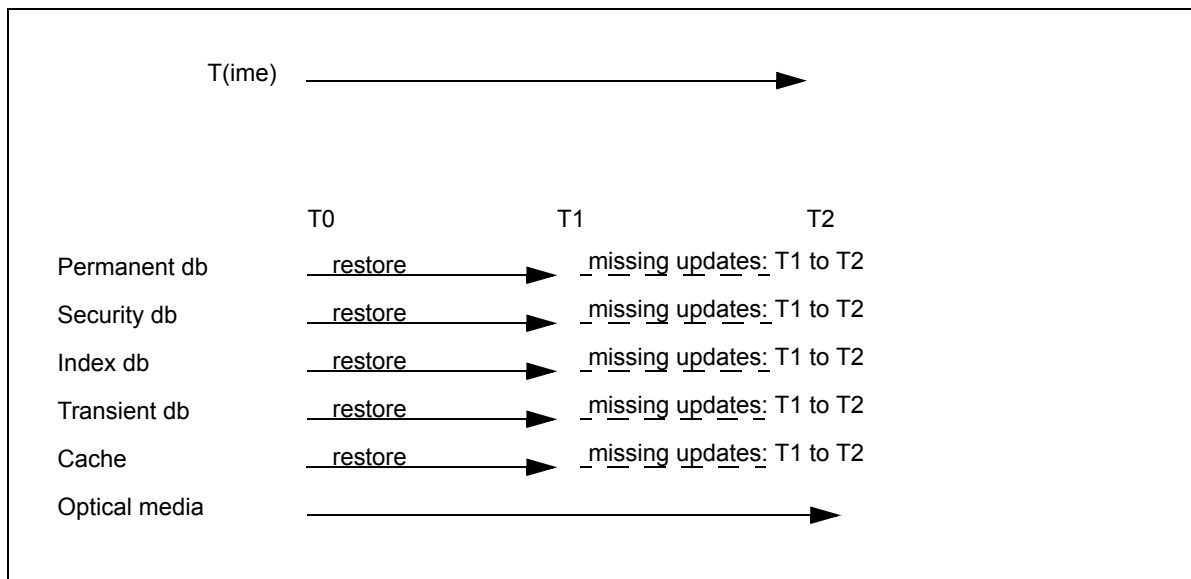 T(ime)
T0 T1 T2
Permanent db restore missing updates: T1 to T2
Security db restore missing updates: T1 to T2
Index db restore missing updates: T1 to T2
Transient db restore missing updates: T1 to T2
Cache restore missing updates: T1 to T2
Optical media